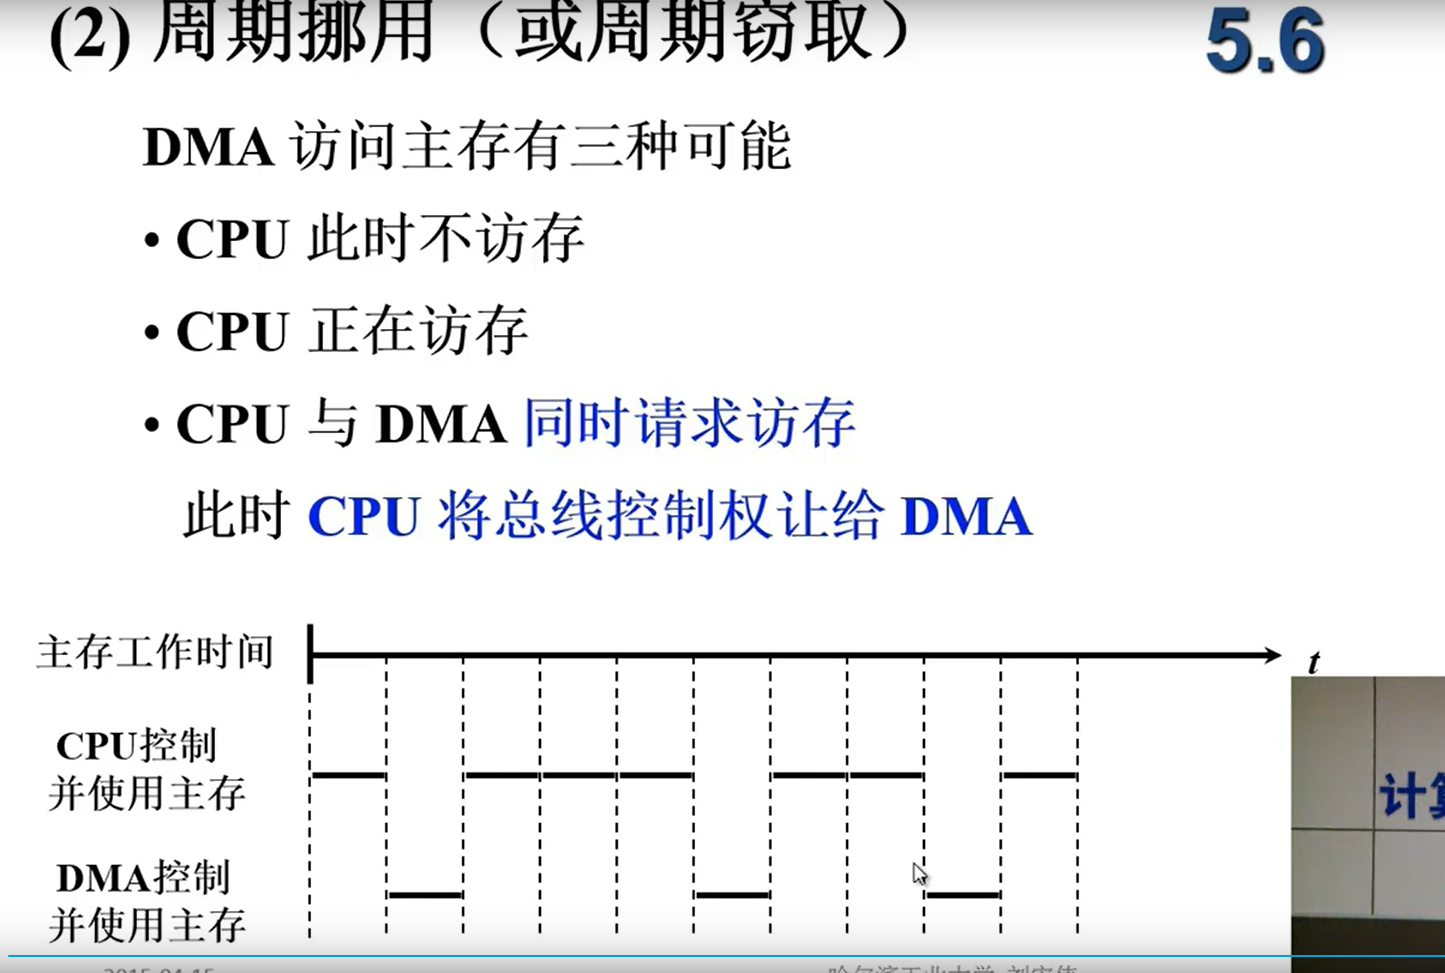 (2) 周期挪用（或周期窃取）
5.6
DMA 访问主存有三种可能
• CPU 此时不访存
• CPU 正在访存
• CPU 与 DMA 同时请求访存
此时 CPU 将总线控制权让给 DMA
主存工作时间
t
CPU控制
并使用主存
计算
DMA控制
并使用主存